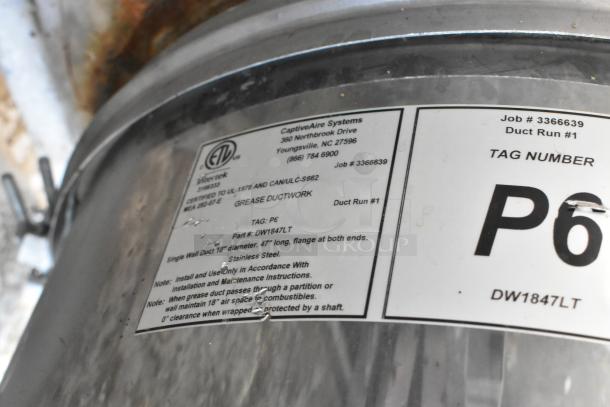 CaptiveAire Systems
360 Northbrook Drive
Youngsville, NC 27596
(866) 784 6900
Job # 3366639
ETL
Intertek
CERTIFIED TO UL-1978 AND CAN/ULC-S662
MEA
GREASE DUCTWORK
Duct Run #1
TAG: P6
Part #: DW1847LT
Single Wall Duct 18" diameter, 47" long, flange at both ends.
Stainless Steel.
Note: Install and Use Only in Accordance With
Installation and Maintenance Instructions.
Note: When grease duct passes through a partition or
wall maintain 18" air space to combustibles.
0" clearance when wrapped protected by a shaft.
Job # 3366639
Duct Run #1
TAG NUMBER
P6
DW1847LT
GROUP